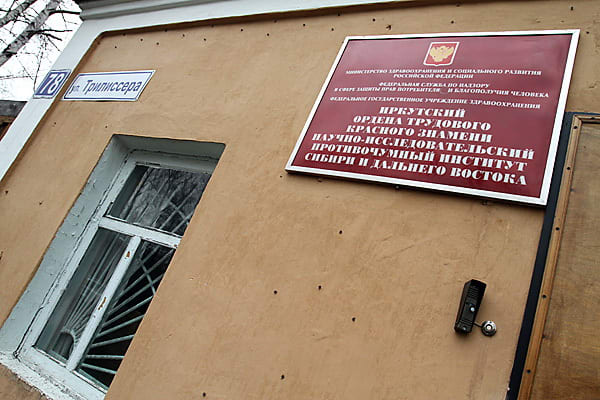 78
ул. Трилиссера
МИНИСТЕРСТВО ЗДРАВООХРАНЕНИЯ И СОЦИАЛЬНОГО РАЗВИТИЯ
РОССИЙСКОЙ ФЕДЕРАЦИИ
ФЕДЕРАЛЬНАЯ СЛУЖБА ПО НАДЗОРУ
В СФЕРЕ ЗАЩИТЫ ПРАВ ПОТРЕБИТЕЛЕЙ И БЛАГОПОЛУЧИЯ ЧЕЛОВЕКА
ФЕДЕРАЛЬНОЕ ГОСУДАРСТВЕННОЕ УЧРЕЖДЕНИЕ ЗДРАВООХРАНЕНИЯ
ИРКУТСКИЙ
ОРДЕНА ТРУДОВОГО
КРАСНОГО ЗНАМЕНИ
НАУЧНО-ИССЛЕДОВАТЕЛЬСКИЙ
ПРОТИВОЧУМНЫЙ ИНСТИТУТ
СИБИРИ И ДАЛЬНЕГО ВОСТОКА